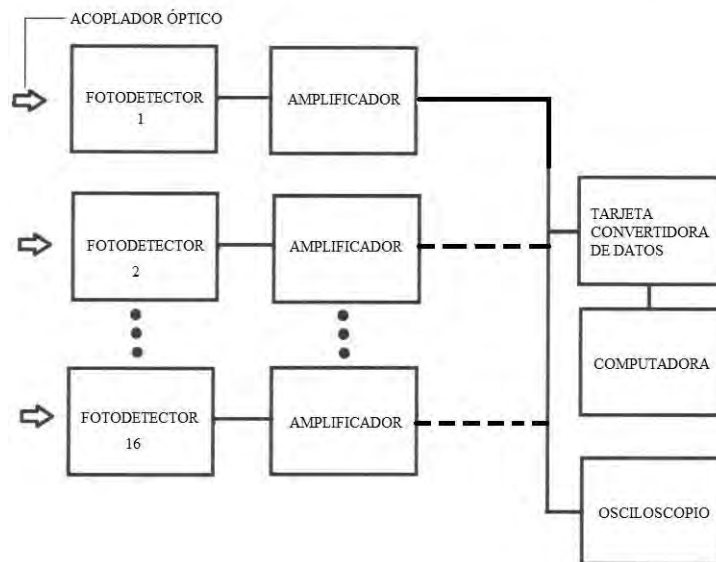 ACOPLADOR ÓPTICO
FOTODETECTOR
1
AMPLIFICADOR
FOTODETECTOR
2
AMPLIFICADOR
TARJETA
CONVERTIDORA
DE DATOS
COMPUTADORA
FOTODETECTOR
16
AMPLIFICADOR
OSCILOSCOPIO